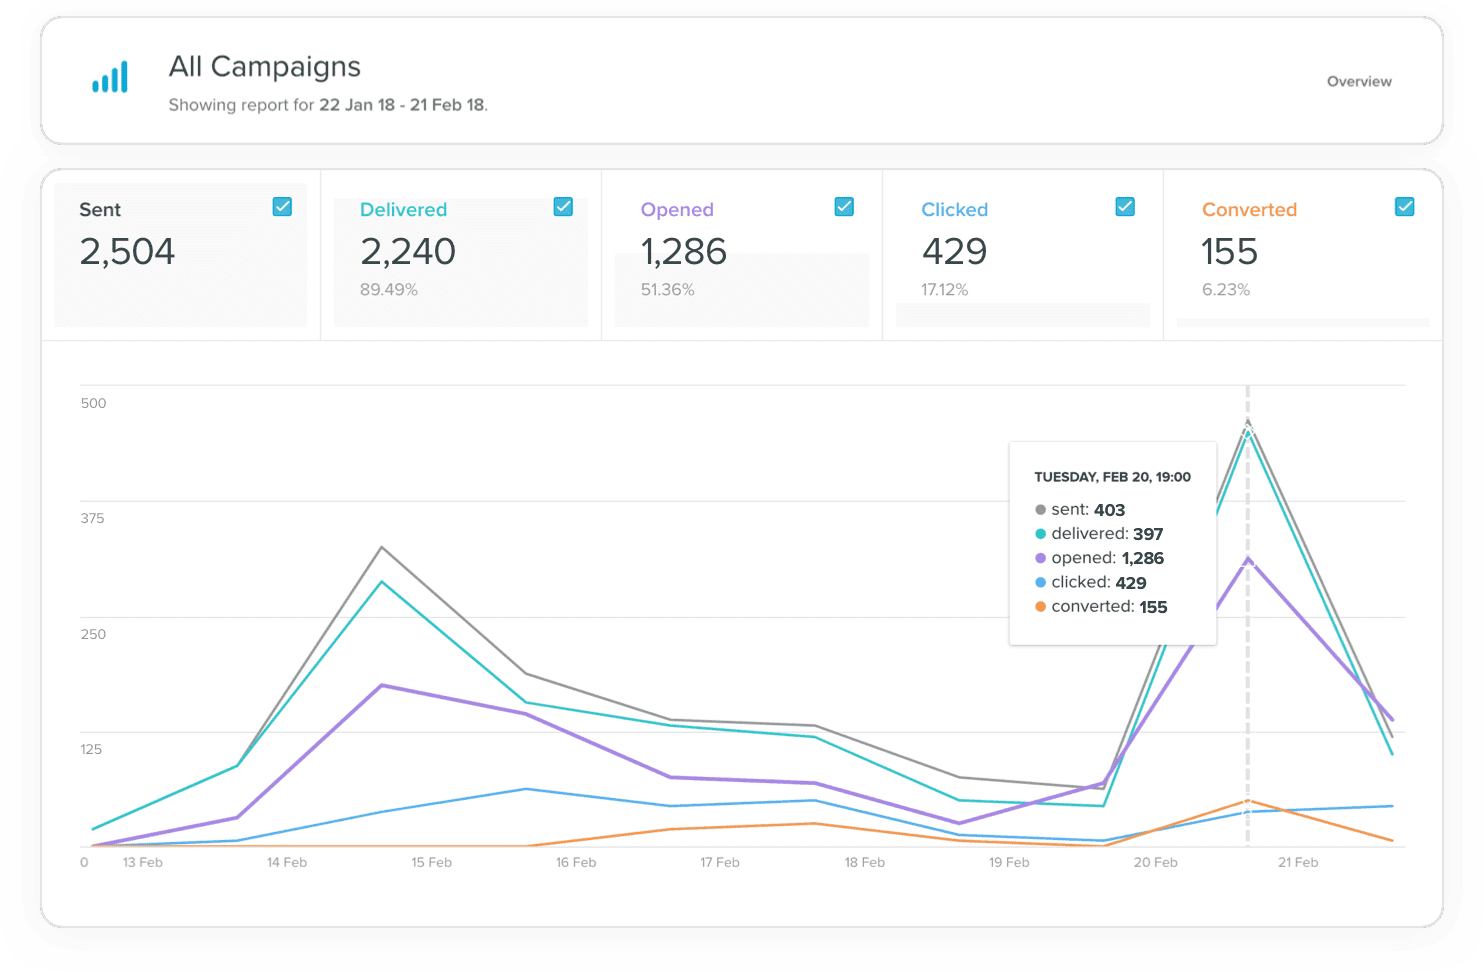 All Campaigns
Showing report for 22 Jan 18 - 21 Feb 18.
Overview
Sent
2,504
Delivered
2,240
89.49%
Opened
1,286
51.36%
Clicked
429
17.12%
Converted
155
6.23%
500
375
250
125
0
TUESDAY, FEB 20, 19:00
sent: 403
delivered: 397
opened: 1,286
clicked: 429
converted: 155
13 Feb
14 Feb
15 Feb
16 Feb
17 Feb
18 Feb
19 Feb
20 Feb
21 Feb